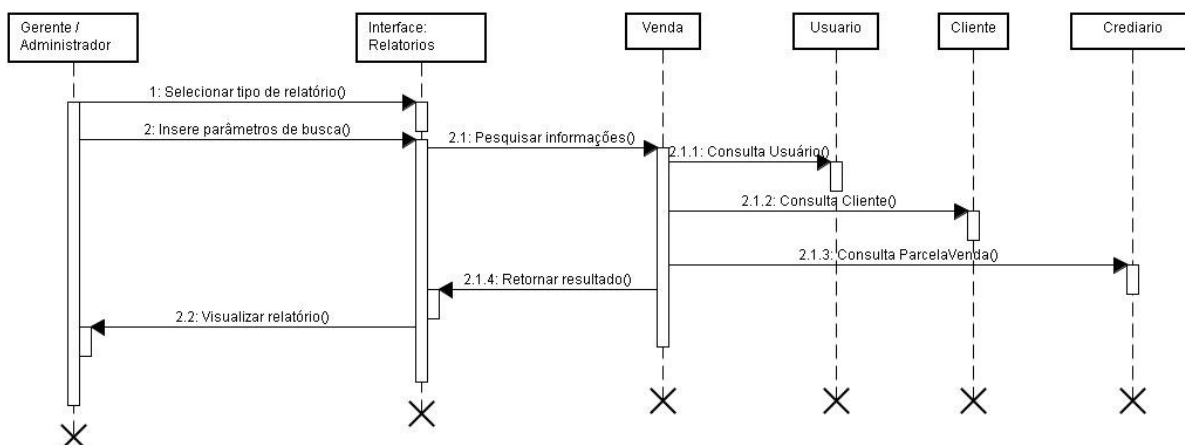 Gerente /
Administrador
Interface:
Relatorios
Venda
Usuario
Cliente
Crediario
1: Selecionar tipo de relatório()
2: Insere parâmetros de busca()
2.1: Pesquisar informações()
2.1.1: Consulta Usuário()
2.1.2: Consulta Cliente()
2.1.3: Consulta ParcelaVenda()
2.1.4: Retornar resultado()
2.2: Visualizar relatório()